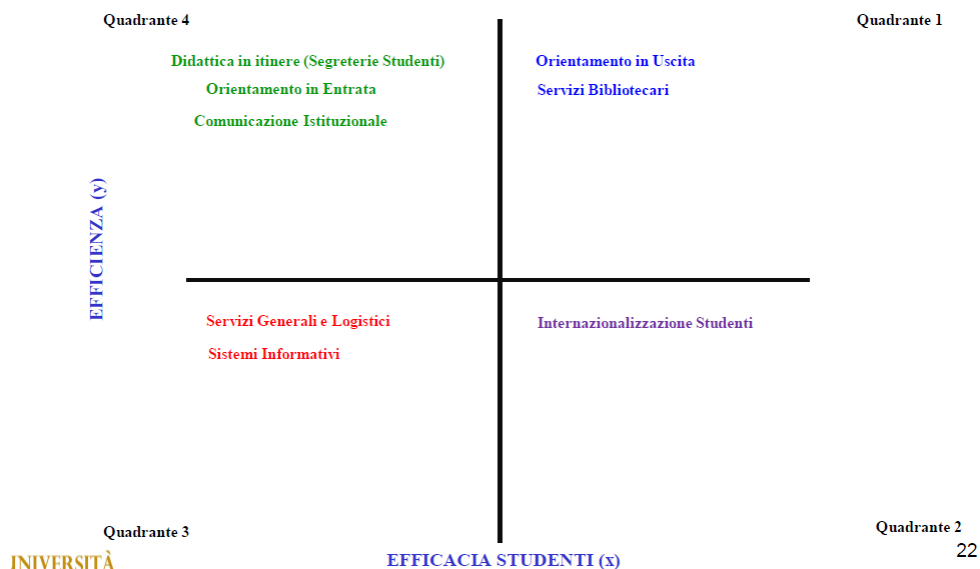 Quadrante 4
Quadrante 1
Didattica in itinere (Segreterie Studenti)
Orientamento in Entrata
Comunicazione Istituzionale
Orientamento in Uscita
Servizi Bibliotecari
EFFICIENZA (y)
Servizi Generali e Logistici
Sistemi Informativi
Internazionalizzazione Studenti
Quadrante 3
Quadrante 2
EFFICACIA STUDENTI (x)
22
UNIVERSITÀ